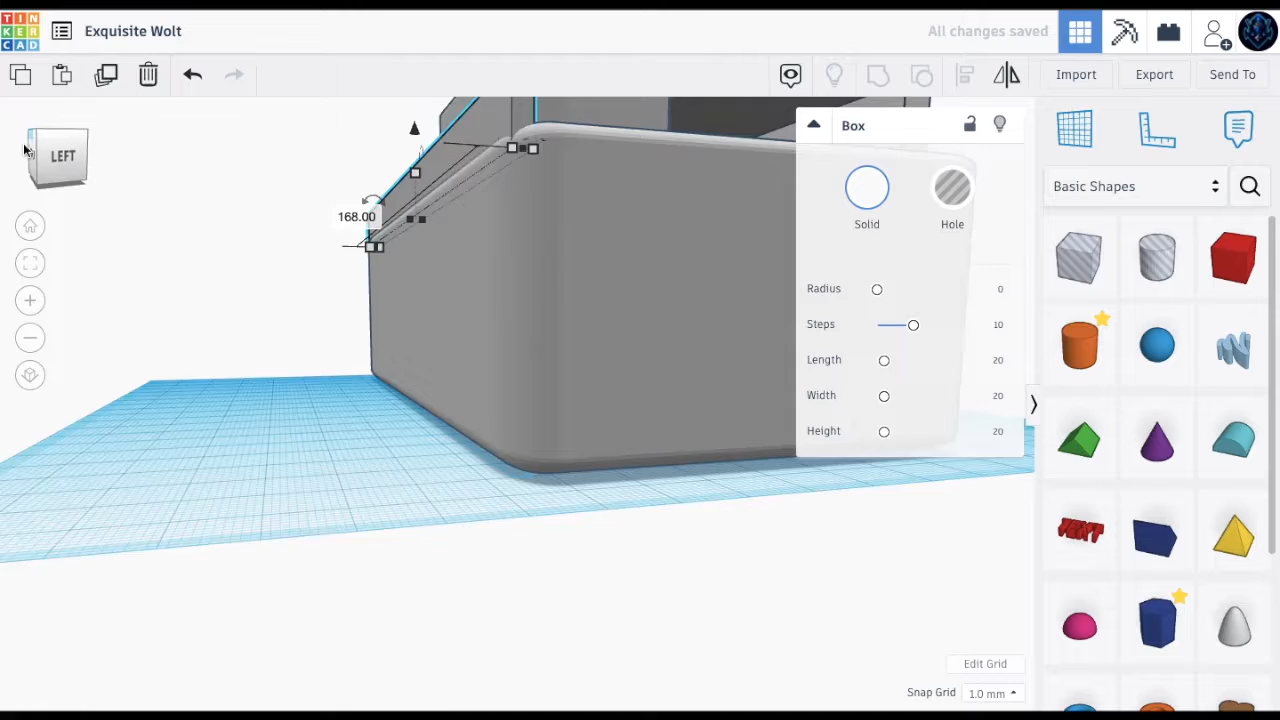 TIN
KER
CAD
Exquisite Wolt
All changes saved
Import
Export
Send To
LEFT
Box
Solid
Hole
Radius 0
Steps 10
Length 20
Width 20
Height 20
168.00
Basic Shapes
TEXT
Edit Grid
Snap Grid 1.0 mm